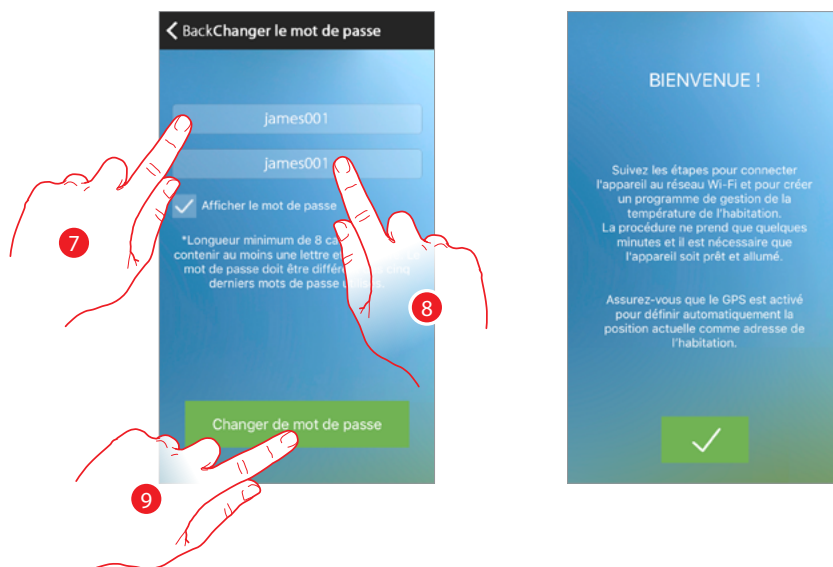 BackChanger le mot de passe
james001
james001
Afficher le mot de passe
*Longueur minimum de 8 ca
contenir au moins une lettre e
mot de passe doit être différ cinq
derniers mots de passe
Changer de mot de passe
7
8
9
BIENVENUE !
Suivez les étapes pour connecter
l'appareil au réseau Wi-Fi et pour créer
un programme de gestion de la
température de l'habitation.
La procédure ne prend que quelques
minutes et il est nécessaire que
l'appareil soit prêt et allumé.
Assurez-vous que le GPS est activé
pour définir automatiquement la
position actuelle comme adresse de
l'habitation.